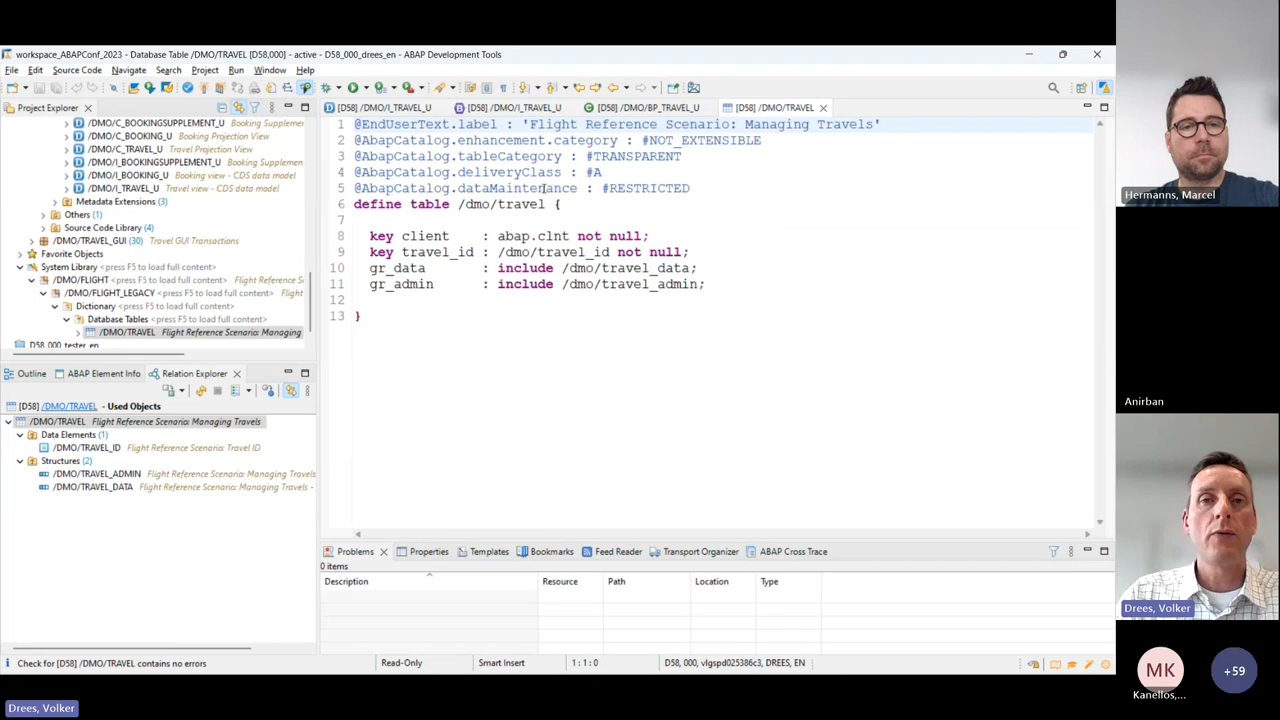 workspace_ABAPConf_2023 - Database Table /DMO/TRAVEL [D58,000] - active - D58_000_drees_en - ABAP Development Tools
File Edit Source Code Navigate Search Project Run Window Help
Project Explorer
[D58] /DMO/I_TRAVEL_U
[D58] /DMO/I_TRAVEL_U
[D58] /DMO/BP_TRAVEL_U
[D58] /DMO/TRAVEL
/DMO/C_BOOKINGSUPPLEMENT_U Booking Supplemen
/DMO/C_BOOKING_U Booking Projection View
/DMO/C_TRAVEL_U Travel Projection View
/DMO/I_BOOKINGSUPPLEMENT_U Booking Supplemen
/DMO/I_BOOKING_U Booking view - CDS data model
/DMO/I_TRAVEL_U Travel view - CDS data model
Metadata Extensions (3)
Others (1)
Source Code Library (4)
/DMO/TRAVEL_GUI (30) Travel GUI Transactions
Favorite Objects
System Library <press F5 to load full content>
/DMO/FLIGHT <press F5 to load full content> Flight Reference S
/DMO/FLIGHT_LEGACY <press F5 to load full content> Flight
Dictionary <press F5 to load full content>
Database Tables <press F5 to load full content>
/DMO/TRAVEL Flight Reference Scenario: Managing
D58_000_tester_en
1 @EndUserText.label : 'Flight Reference Scenario: Managing Travels'
2 @AbapCatalog.enhancement.category : #NOT_EXTENSIBLE
3 @AbapCatalog.tableCategory : #TRANSPARENT
4 @AbapCatalog.deliveryClass : #A
5 @AbapCatalog.dataMaintenance : #RESTRICTED
6 define table /dmo/travel {
7
8 key client : abap.clnt not null;
9 key travel_id : /dmo/travel_id not null;
10 gr_data : include /dmo/travel_data;
11 gr_admin : include /dmo/travel_admin;
12
13 }
Outline ABAP Element Info Relation Explorer
[D58] /DMO/TRAVEL - Used Objects
/DMO/TRAVEL Flight Reference Scenario: Managing Travels
Data Elements (1)
/DMO/TRAVEL_ID Flight Reference Scenario: Travel ID
Structures (2)
/DMO/TRAVEL_ADMIN Flight Reference Scenario: Managing Travels
/DMO/TRAVEL_DATA Flight Reference Scenario: Managing Travels -
Problems Properties Templates Bookmarks Feed Reader Transport Organizer ABAP Cross Trace
0 items
Description Resource Path Location Type
Check for [D58] /DMO/TRAVEL contains no errors
Read-Only Smart Insert 1 : 1 : 0 D58, 000, vlgspd025386c3, DREES, EN
Hermanns, Marcel
Anirban
Drees, Volker
MK
+59
Kanellos,...
Drees, Volker